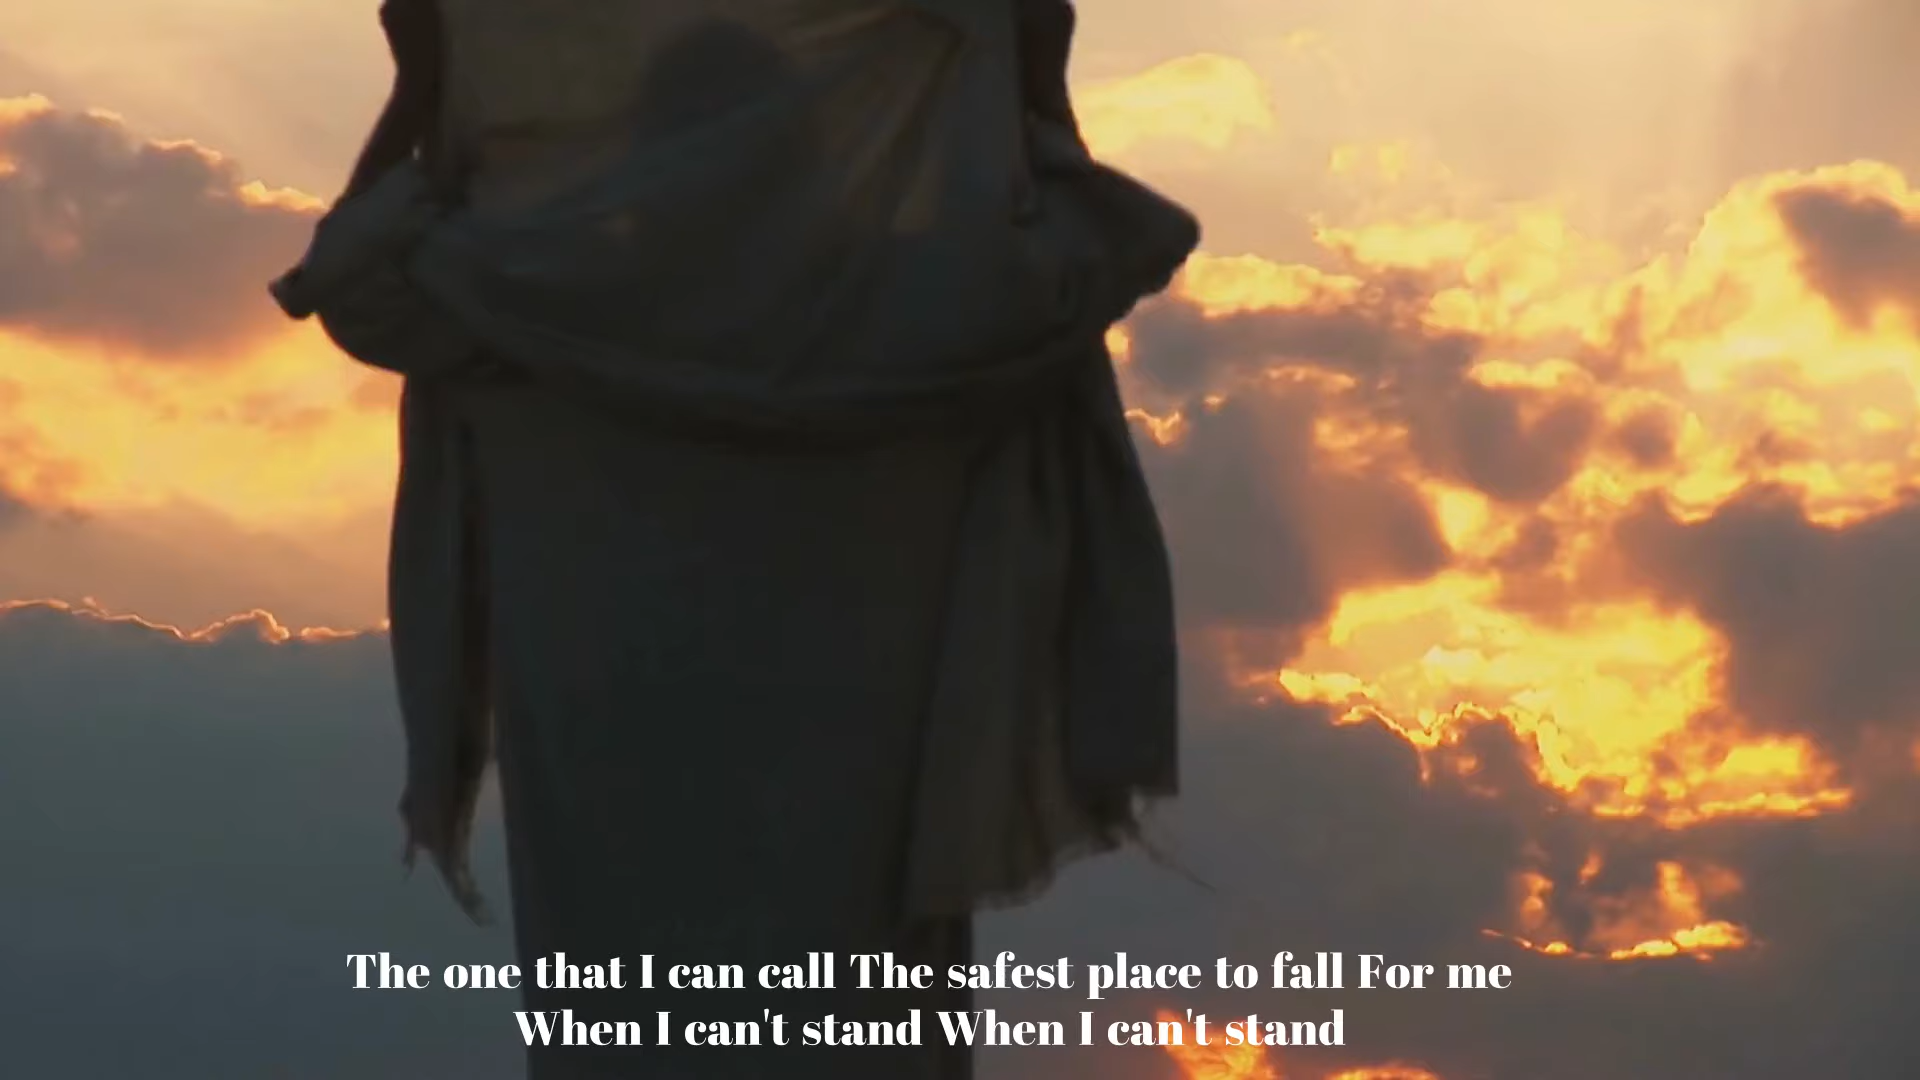 The one that I can call The safest place to fall For me
When I can't stand When I can't stand